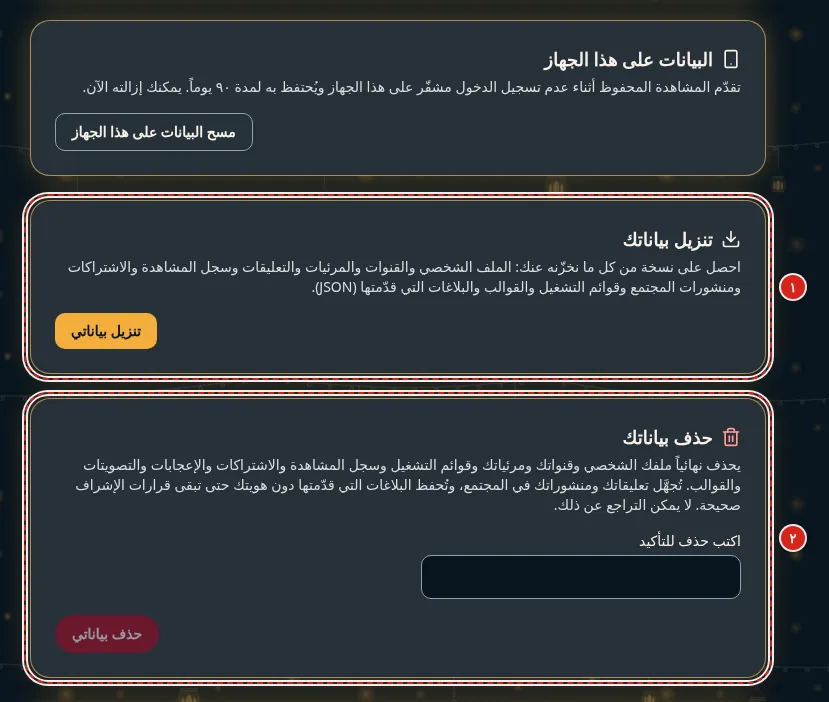 البيانات على هذا الجهاز
تقدّم المشاهدة المحفوظ أثناء عدم تسجيل الدخول مشفّر على هذا الجهاز ويُحتفظ به لمدة ٩٠ يوماً. يمكنك إزالته الآن.
مسح البيانات على هذا الجهاز
تنزيل بياناتك
احصل على نسخة من كل ما نخزّنه عنك: الملف الشخصي والقنوات والمرئيات والتعليقات وسجل المشاهدة والاشتراكات
ومنشورات المجتمع وقوائم التشغيل والقوالب والبلاغات التي قدّمتها (JSON).
تنزيل بياناتي
١
حذف بياناتك
يحذف نهائياً ملفك الشخصي وقنواتك ومرئياتك وقوائم التشغيل وسجل المشاهدة والاشتراكات والإعجابات والتصويتات
والقوالب. تُجهَّل تعليقاتك ومنشوراتك في المجتمع، وتُحفظ البلاغات التي قدّمتها دون هويتك حتى تبقى قرارات الإشراف
صحيحة. لا يمكن التراجع عن ذلك.
٢
اكتب حذف للتأكيد
حذف بياناتي